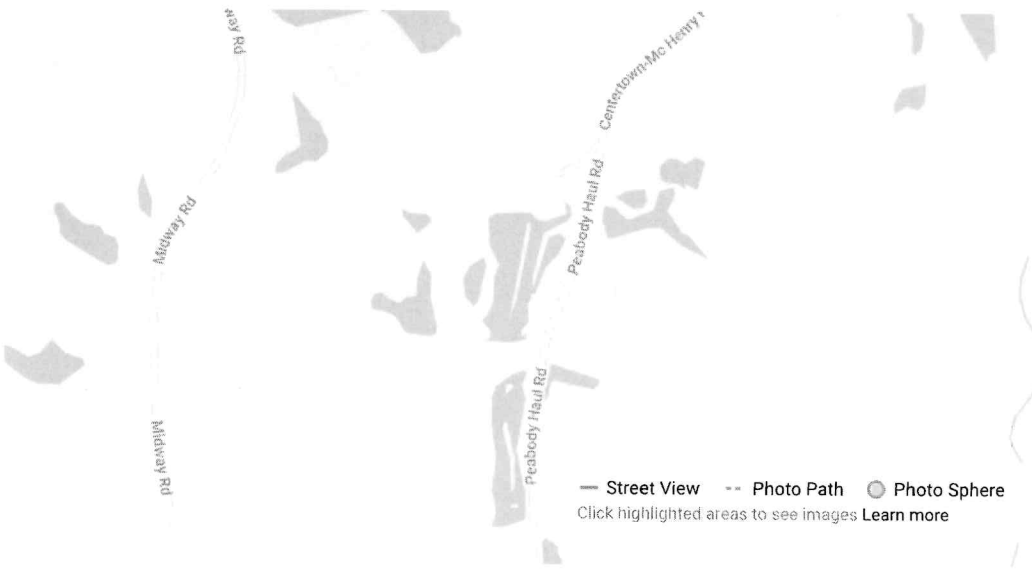 way Rd
Centertown-Mc Henry
Peabody Haul Rd
Midway Rd
Peabody Haul Rd
Midway Rd
Street View
Photo Path
Photo Sphere
Click highlighted areas to see images Learn more